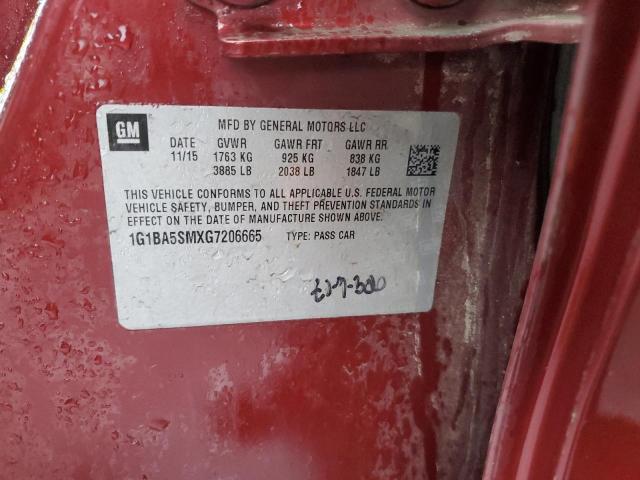 GM
MFD BY GENERAL MOTORS LLC
DATE GVWR GAWR FRT GAWR RR
11/15 1763 KG 925 KG 838 KG
3885 LB 2038 LB 1847 LB
THIS VEHICLE CONFORMS TO ALL APPLICABLE U.S. FEDERAL MOTOR
VEHICLE SAFETY, BUMPER, AND THEFT PREVENTION STANDARDS IN
EFFECT ON THE DATE OF MANUFACTURE SHOWN ABOVE.
1G1BA5SMXG7206665 TYPE: PASS CAR